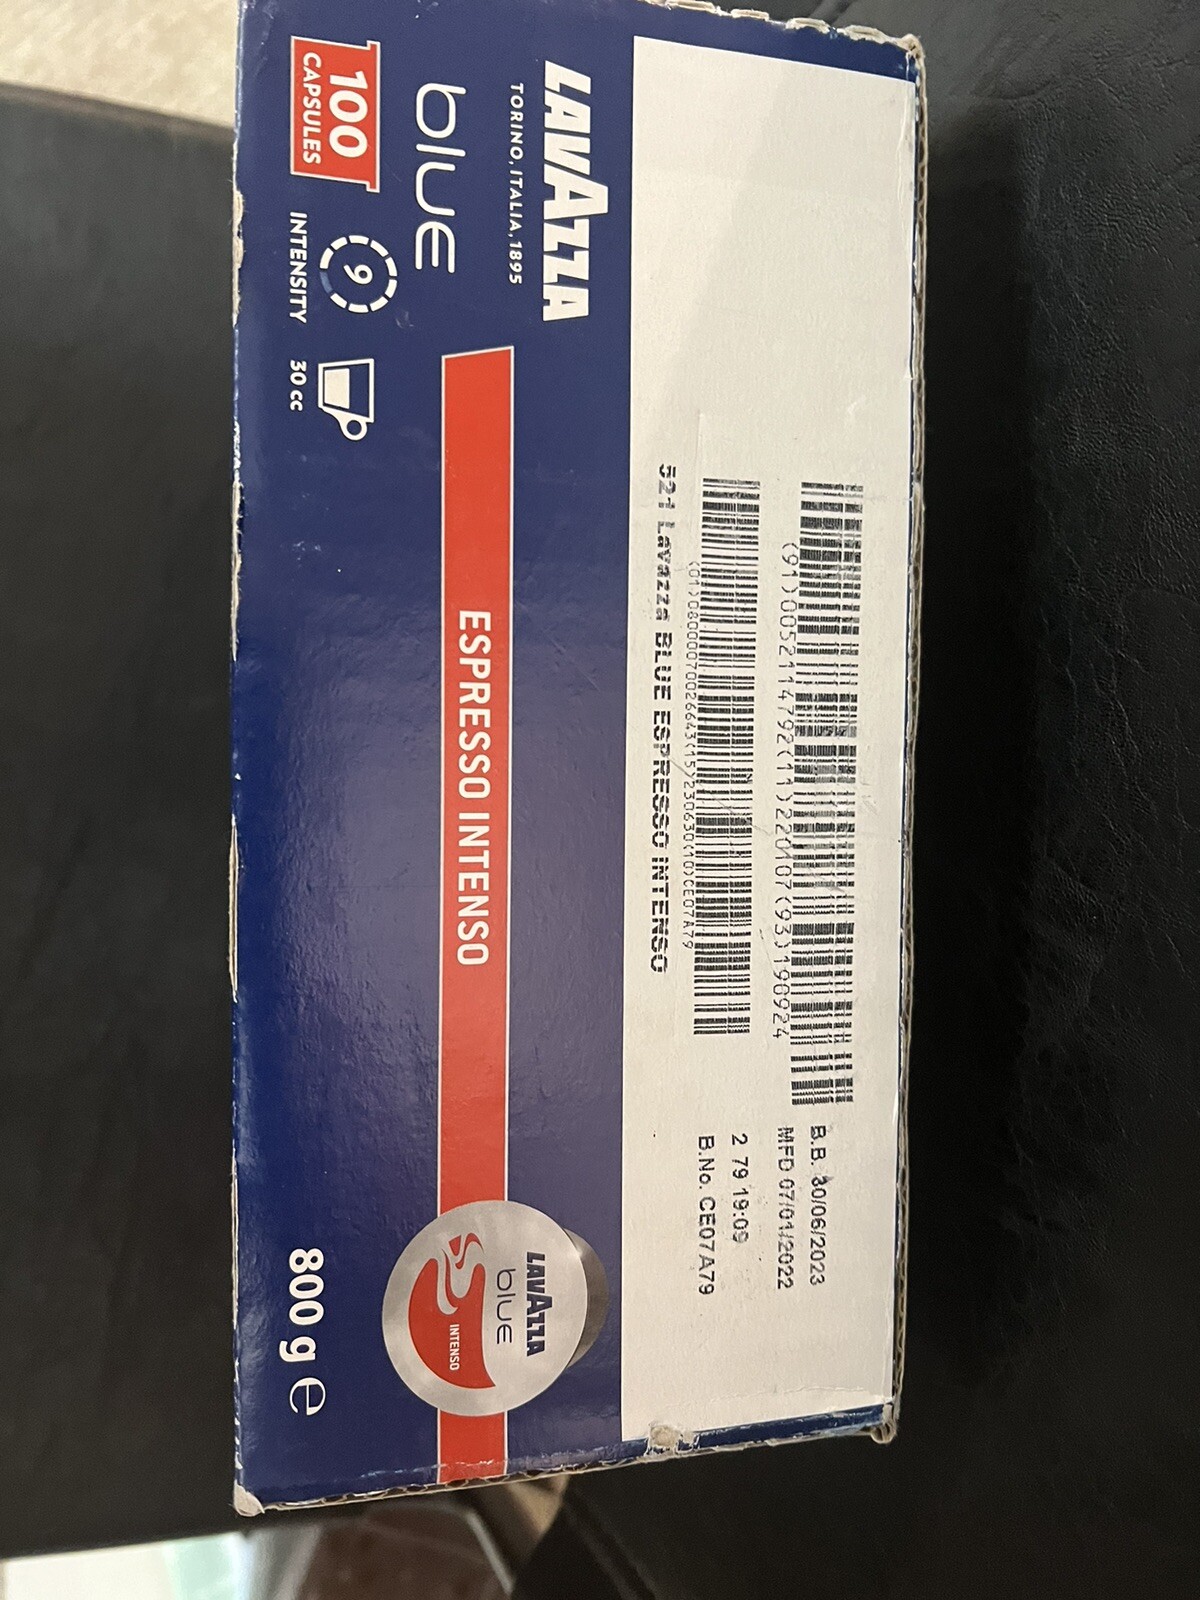 B.B. 30/06/2023
(91)0052114792(11)220107(93)190924
MFD 07/01/2022
2 79 19:09
(01)08000070026643(15)230630(10)CE07A79
B.No. CE07A79
521 Lavazza BLUE ESPRESSO INTENSO
LAVAZZA
TORINO, ITALIA, 1895
blue
ESPRESSO INTENSO
LAVAZZA
blue
INTENSO
100
CAPSULES
9
INTENSITY
30 cc
800 g ℮